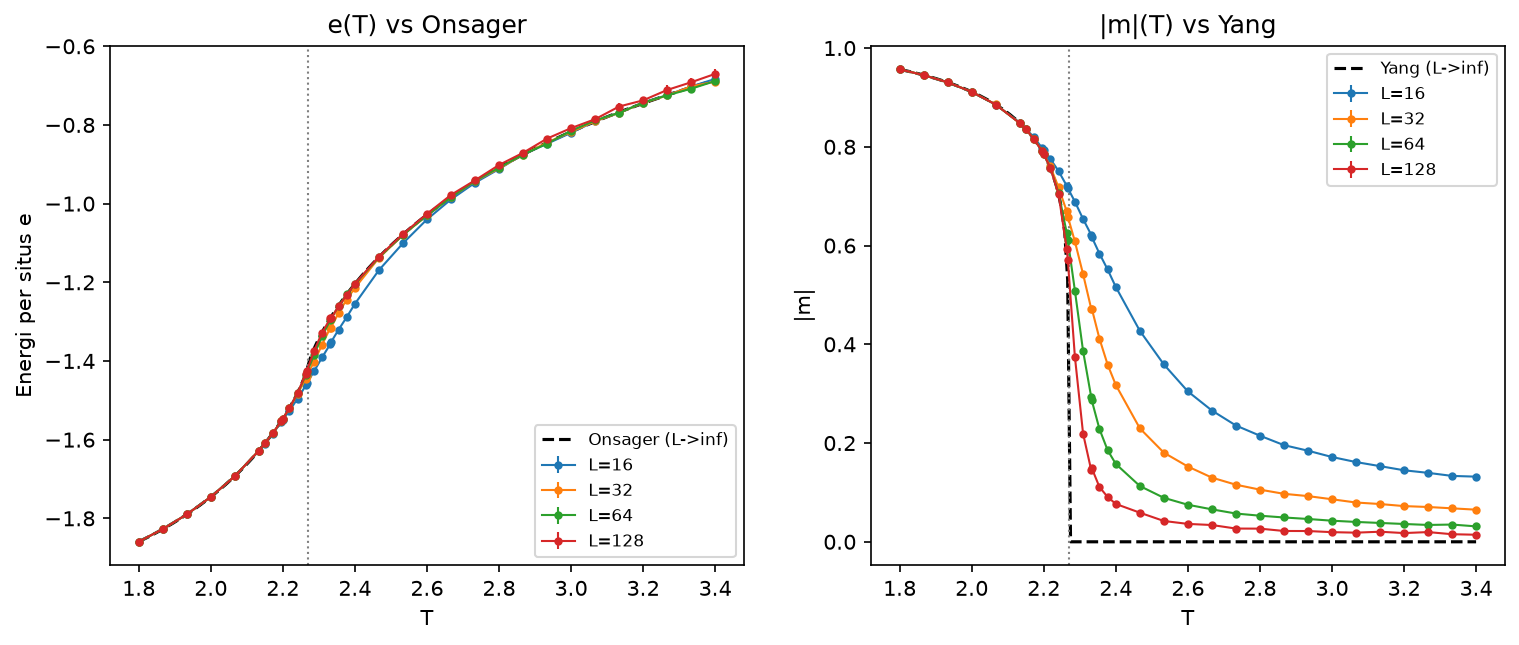 e(T) vs Onsager
−0.6
−0.8
−1.0
−1.2
−1.4
−1.6
−1.8
Energi per situs e
1.8 2.0 2.2 2.4 2.6 2.8 3.0 3.2 3.4
T
Onsager (L->inf)
L=16
L=32
L=64
L=128
|m|(T) vs Yang
1.0
0.8
0.6
0.4
0.2
0.0
|m|
1.8 2.0 2.2 2.4 2.6 2.8 3.0 3.2 3.4
T
Yang (L->inf)
L=16
L=32
L=64
L=128